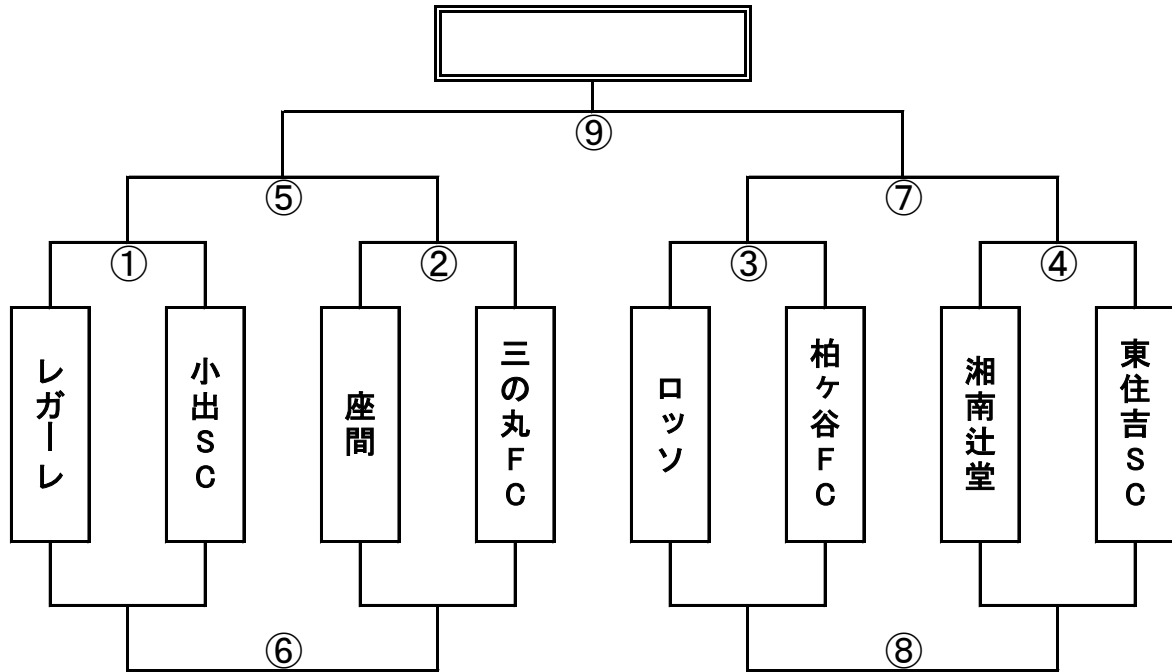 ⑨
⑤
⑦
①
②
③
④
レガーレ
小出SC
座間
三の丸FC
ロッソ
柏ケ谷FC
湘南辻堂
東住吉SC
⑥
⑧